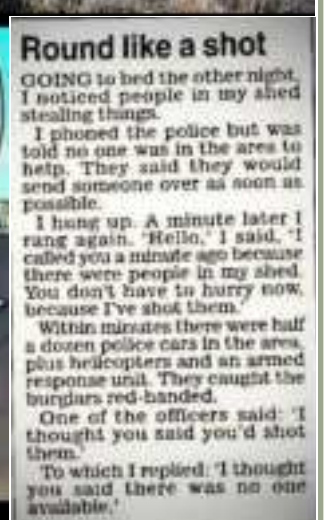 Round like a shot
GOING to bed the other night,
I noticed people in my shed
stealing things.
I phoned the police but was
told no one was in the area to
help. They said they would
send someone over as soon as
possible.
I hung up. A minute later I
rang again. 'Hello,' I said, 'I
called you a minute ago because
there were people in my shed.
You don't have to hurry now,
because I've shot them.'
Within minutes there were half
a dozen police cars in the area,
plus helicopters and an armed
response unit. They caught the
burglars red-handed.
One of the officers said: 'I
thought you said you'd shot
them.'
To which I replied: 'I thought
you said there was no one
available.'